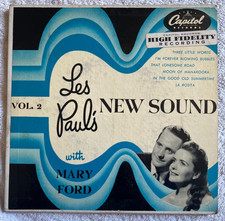 Capitol
HIGH FIDELITY
RECORDING
THREE LITTLE WORDS
I'M FOREVER BLOWING BUBBLES
THAT LONESOME ROAD
MOON OF MANAKOORA
IN THE GOOD OLD SUMMERTIME
LA ROSITA
Les
Paul's
VOL. 2
NEW SOUND
with
MARY
FORD